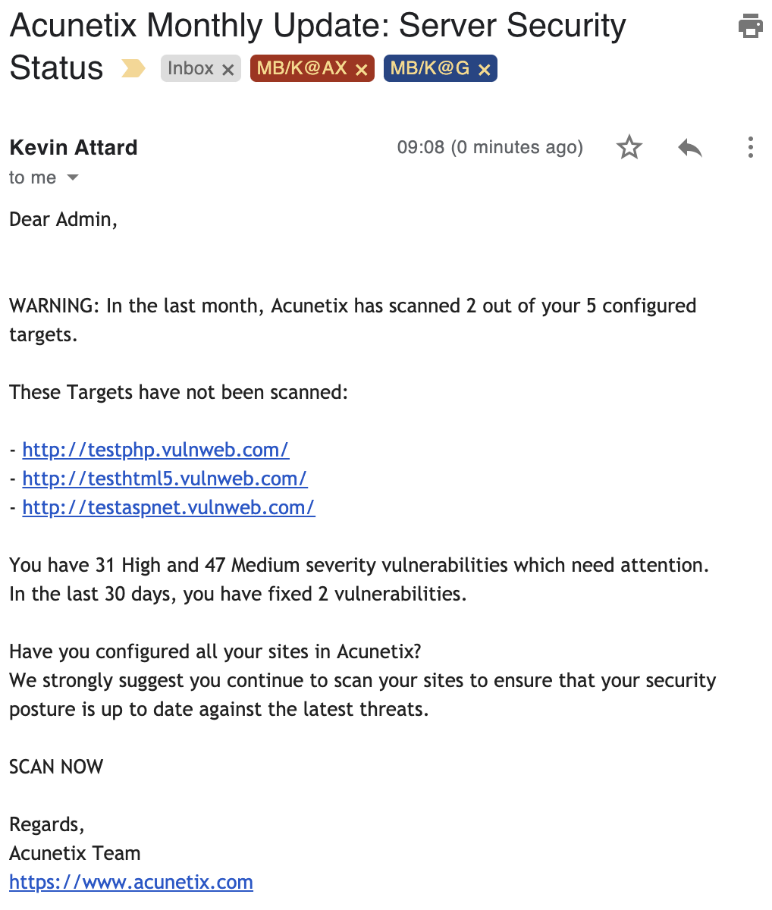 Acunetix Monthly Update: Server Security
Status Inbox × MB/K@AX × MB/K@G ×
Kevin Attard 09:08 (0 minutes ago)
to me
Dear Admin,
WARNING: In the last month, Acunetix has scanned 2 out of your 5 configured
targets.
These Targets have not been scanned:
- http://testphp.vulnweb.com/
- http://testhtml5.vulnweb.com/
- http://testaspnet.vulnweb.com/
You have 31 High and 47 Medium severity vulnerabilities which need attention.
In the last 30 days, you have fixed 2 vulnerabilities.
Have you configured all your sites in Acunetix?
We strongly suggest you continue to scan your sites to ensure that your security
posture is up to date against the latest threats.
SCAN NOW
Regards,
Acunetix Team
https://www.acunetix.com